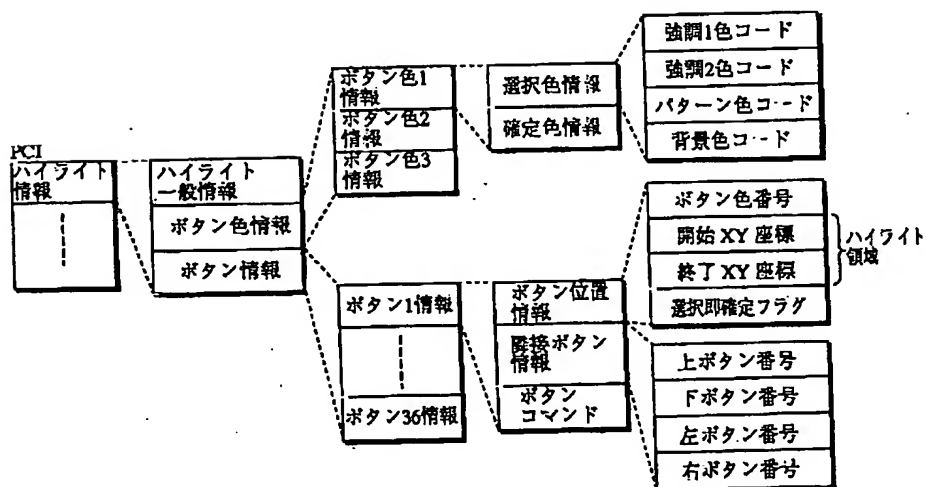 PCI
ハイライト
情報
ハイライト
一般情報
ボタン色情報
ボタン情報
ボタン色1
情報
ボタン色2
情報
ボタン色3
情報
選択色情報
確定色情報
強調1色コード
強調2色コード
パターン色コード
背景色コード
ボタン1情報
ボタン36情報
ボタン位置
情報
隣接ボタン
情報
ボタン
コマンド
ボタン色番号
開始XY座標
終了XY座標
選択即確定フラグ
ハイライト
領域
上ボタン番号
下ボタン番号
左ボタン番号
右ボタン番号